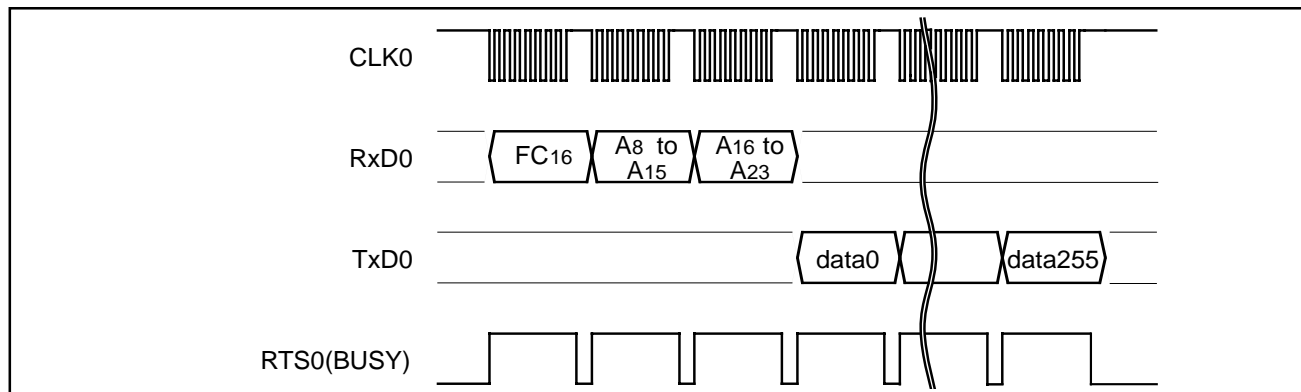 CLK0
RxD0
FC16
A8 to
A15
A16 to
A23
TxD0
data0
data255
RTS0(BUSY)